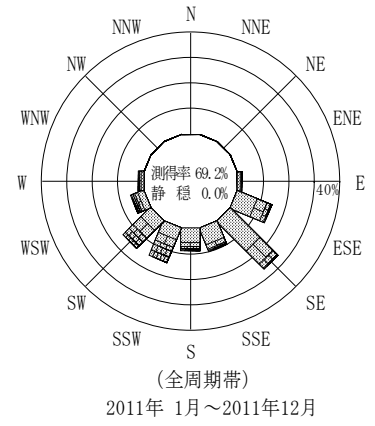 N
NNW NNE
NW NE
WNW ENE
測得率 69.2%
W 静 穏 0.0% 40% E
WSW ESE
SW SE
SSW SSE
S
(全周期帯)
2011年 1月～2011年12月